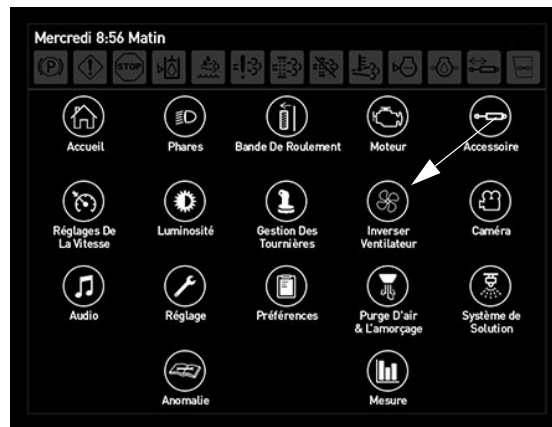 Mercredi 8:56 Matin
(P)
STOP
Accueil
Phares
Bande De Roulement
Moteur
Accessoire
Réglages De
La Vitesse
Luminosité
Gestion Des
Tournières
Inverser
Ventilateur
Caméra
Audio
Réglage
Préférences
Purge D'air
& L'amorçage
Système de
Solution
Anomalie
Mesure